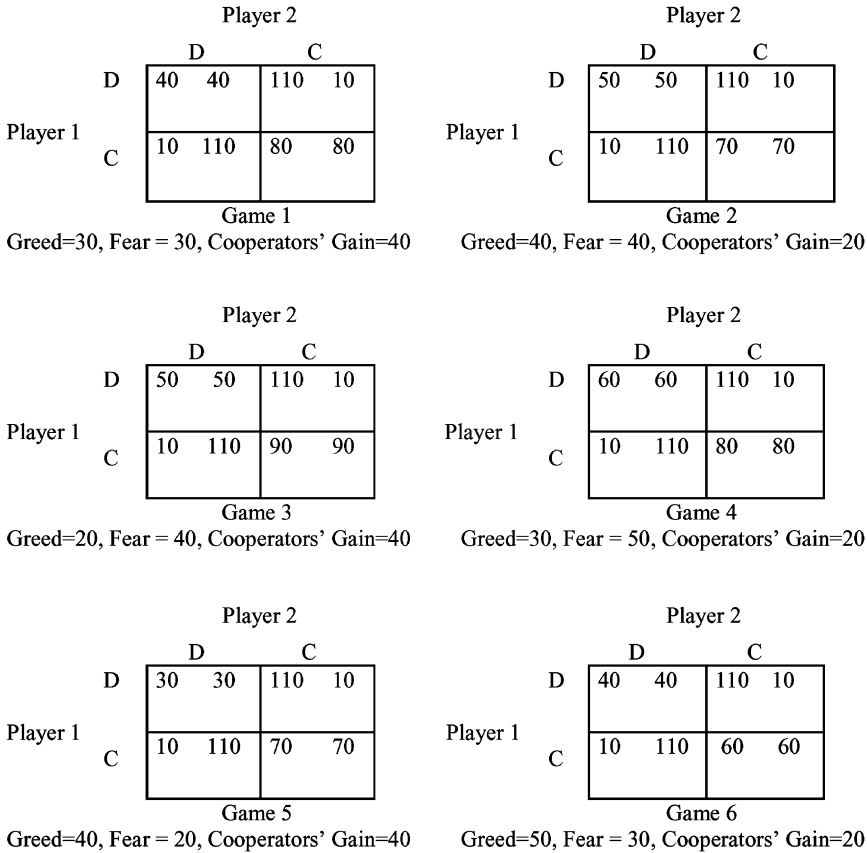 Player 2 Player 2
D C D C
D 40 40 110 10 D 50 50 110 10
Player 1 Player 1
C 10 110 80 80 C 10 110 70 70
Game 1 Game 2
Greed=30, Fear = 30, Cooperators’ Gain=40 Greed=40, Fear = 40, Cooperators’ Gain=20
Player 2 Player 2
D C D C
D 50 50 110 10 D 60 60 110 10
Player 1 Player 1
C 10 110 90 90 C 10 110 80 80
Game 3 Game 4
Greed=20, Fear = 40, Cooperators’ Gain=40 Greed=30, Fear = 50, Cooperators’ Gain=20
Player 2 Player 2
D C D C
D 30 30 110 10 D 40 40 110 10
Player 1 Player 1
C 10 110 70 70 C 10 110 60 60
Game 5 Game 6
Greed=40, Fear = 20, Cooperators’ Gain=40 Greed=50, Fear = 30, Cooperators’ Gain=20